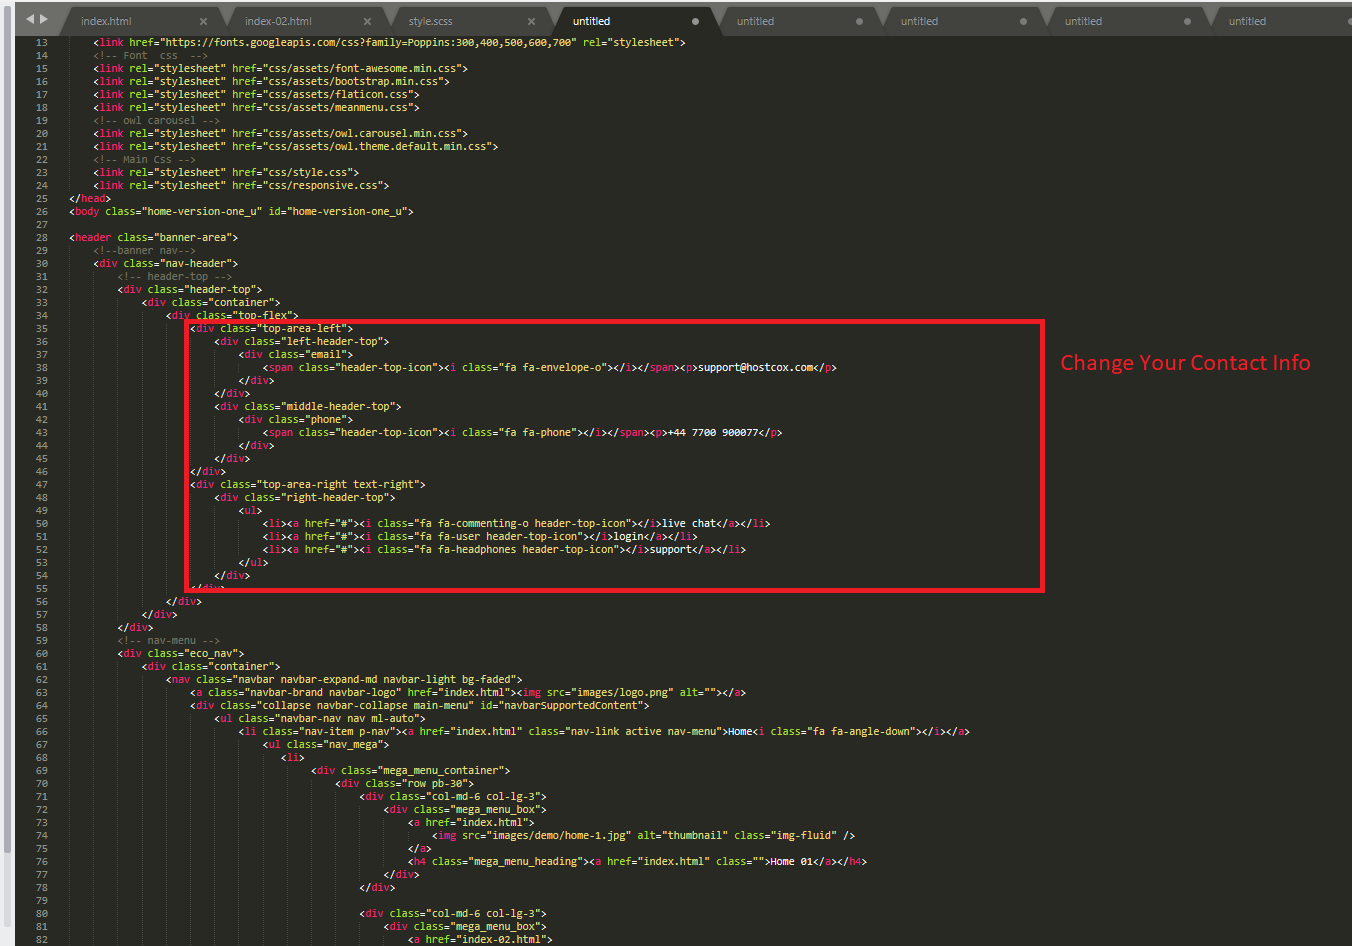 index.html × index-02.html × style.scss × untitled untitled untitled untitled untitled
13 <link href="https://fonts.googleapis.com/css?family=Poppins:300,400,500,600,700" rel="stylesheet">
14 <!-- Font  css  -->
15 <link rel="stylesheet" href="css/assets/font-awesome.min.css">
16 <link rel="stylesheet" href="css/assets/bootstrap.min.css">
17 <link rel="stylesheet" href="css/assets/flaticon.css">
18 <link rel="stylesheet" href="css/assets/meanmenu.css">
19 <!-- owl carousel -->
20 <link rel="stylesheet" href="css/assets/owl.carousel.min.css">
21 <link rel="stylesheet" href="css/assets/owl.theme.default.min.css">
22 <!-- Main Css -->
23 <link rel="stylesheet" href="css/style.css">
24 <link rel="stylesheet" href="css/responsive.css">
25 </head>
26 <body class="home-version-one_u" id="home-version-one_u">
27
28 <header class="banner-area">
29 <!--banner nav-->
30 <div class="nav-header">
31 <!-- header-top -->
32 <div class="header-top">
33 <div class="container">
34 <div class="top-flex">
35 <div class="top-area-left">
36 <div class="left-header-top">
37 <div class="email">
38 <span class="header-top-icon"><i class="fa fa-envelope-o"></i></span><p>support@hostcox.com</p>
Change Your Contact Info
39 </div>
40 </div>
41 <div class="middle-header-top">
42 <div class="phone">
43 <span class="header-top-icon"><i class="fa fa-phone"></i></span><p>+44 7700 900077</p>
44 </div>
45 </div>
46 </div>
47 <div class="top-area-right text-right">
48 <div class="right-header-top">
49 <ul>
50 <li><a href="#"><i class="fa fa-commenting-o header-top-icon"></i>live chat</a></li>
51 <li><a href="#"><i class="fa fa-user header-top-icon"></i>login</a></li>
52 <li><a href="#"><i class="fa fa-headphones header-top-icon"></i>support</a></li>
53 </ul>
54 </div>
55 </div>
56 </div>
57 </div>
58 </div>
59 <!-- nav-menu -->
60 <div class="eco_nav">
61 <div class="container">
62 <nav class="navbar navbar-expand-md navbar-light bg-faded">
63 <a class="navbar-brand navbar-logo" href="index.html"><img src="images/logo.png" alt=""></a>
64 <div class="collapse navbar-collapse main-menu" id="navbarSupportedContent">
65 <ul class="navbar-nav nav ml-auto">
66 <li class="nav-item p-nav"><a href="index.html" class="nav-link active nav-menu">Home<i class="fa fa-angle-down"></i></a>
67 <ul class="nav_mega">
68 <li>
69 <div class="mega_menu_container">
70 <div class="row pb-30">
71 <div class="col-md-6 col-lg-3">
72 <div class="mega_menu_box">
73 <a href="index.html">
74 <img src="images/demo/home-1.jpg" alt="thumbnail" class="img-fluid" />
75 </a>
76 <h4 class="mega_menu_heading"><a href="index.html" class="">Home 01</a></h4>
77 </div>
78 </div>
79
80 <div class="col-md-6 col-lg-3">
81 <div class="mega_menu_box">
82 <a href="index-02.html">